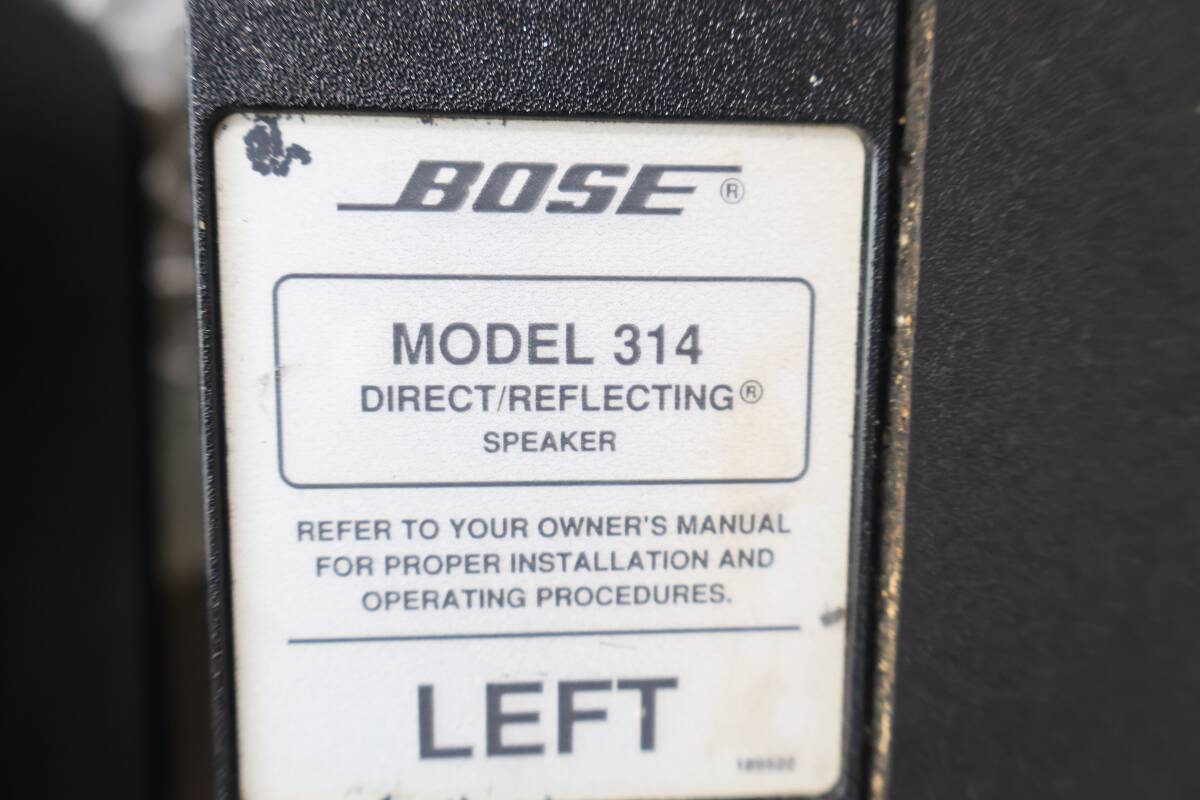 BOSE®
MODEL 314
DIRECT/REFLECTING®
SPEAKER
REFER TO YOUR OWNER'S MANUAL
FOR PROPER INSTALLATION AND
OPERATING PROCEDURES.
LEFT